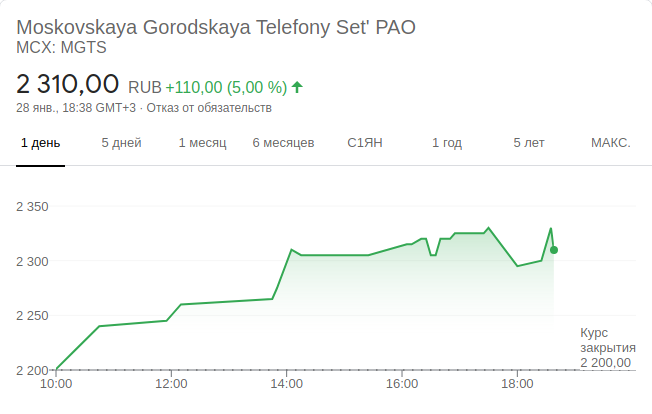 Moskovskaya Gorodskaya Telefony Set' PAO
MCX: MGTS
2 310,00 RUB +110,00 (5,00 %)
28 янв., 18:38 GMT+3 · Отказ от обязательств
1 день 5 дней 1 месяц 6 месяцев С1ЯН 1 год 5 лет МАКС.
2 350
2 300
2 250
Курс
закрытия
2 200,00
2 200
10:00 12:00 14:00 16:00 18:00